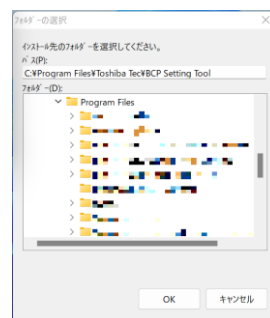 フォルダーの選択
インストール先のフォルダーを選択してください。
パス(P):
C:¥Program Files¥Toshiba Tec¥BCP Setting Tool
フォルダー(D):
Program Files
OK
キャンセル